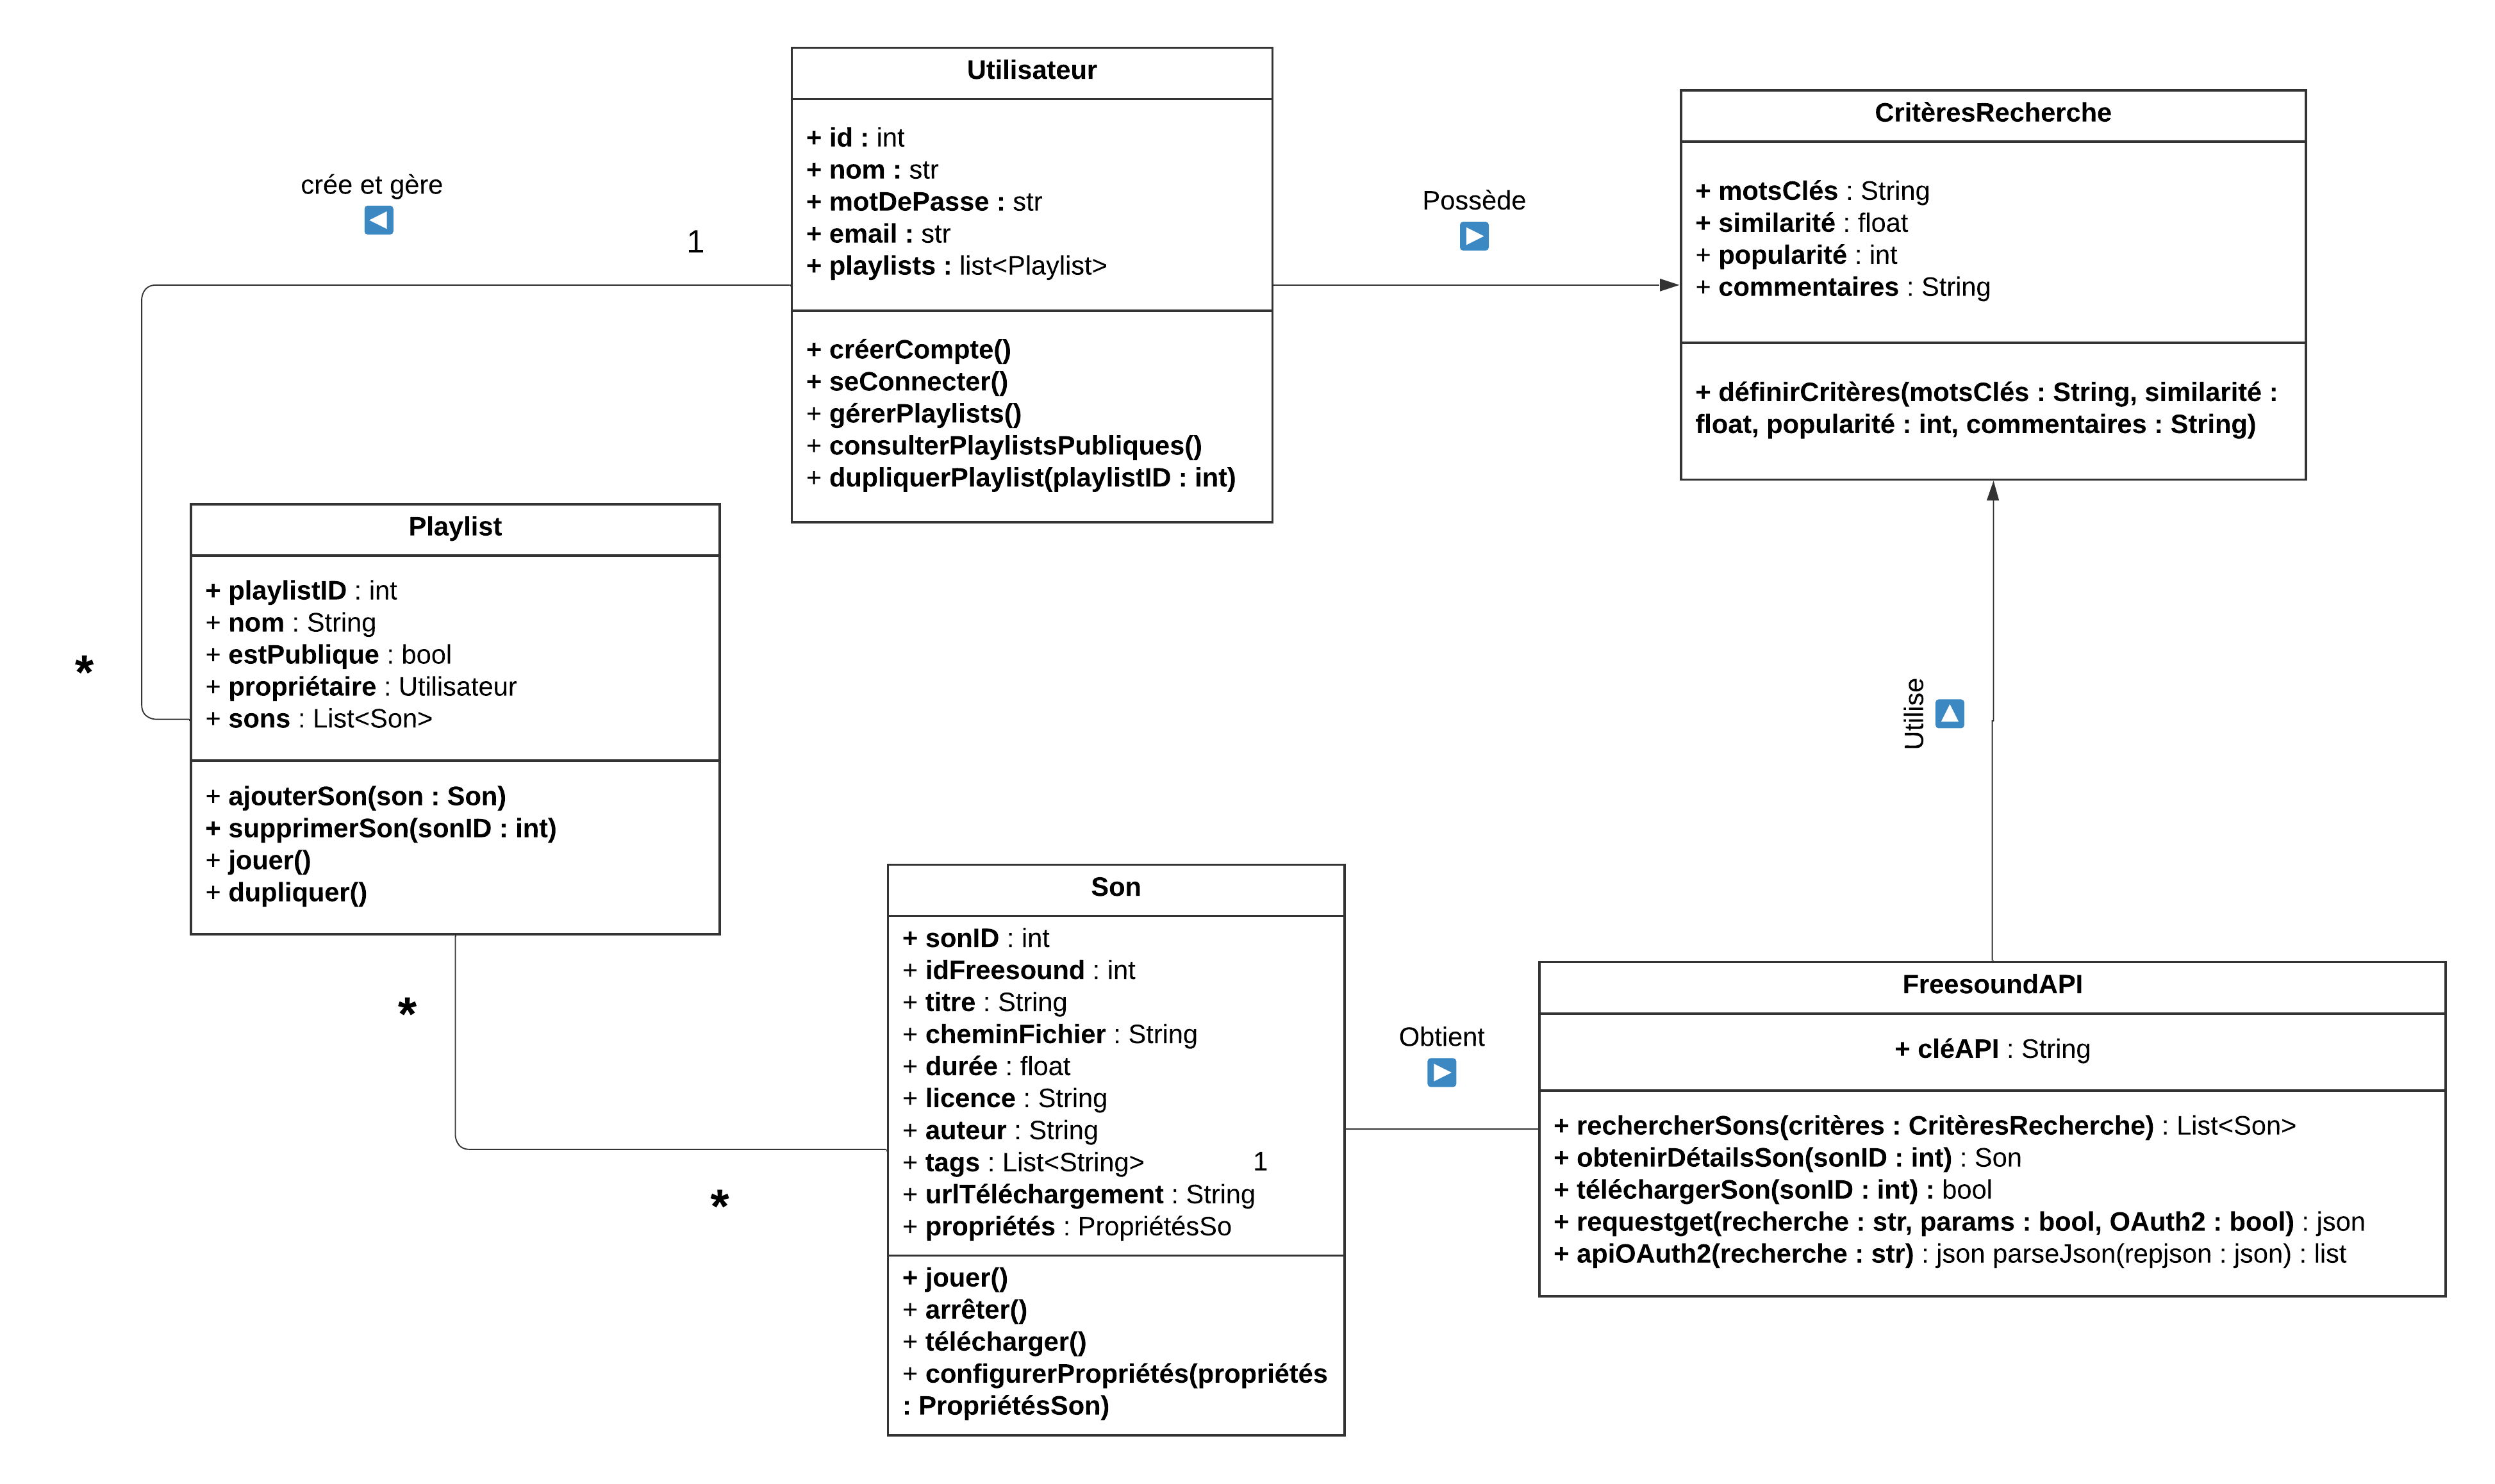 Utilisateur
+ id : int
+ nom : str
+ motDePasse : str
+ email : str
+ playlists : list<Playlist>
+ créerCompte()
+ seConnecter()
+ gérerPlaylists()
+ consulterPlaylistsPubliques()
+ dupliquerPlaylist(playlistID : int)
crée et gère
1
*
Possède
CritèresRecherche
+ motsClés : String
+ similarité : float
+ popularité : int
+ commentaires : String
+ définirCritères(motsClés : String, similarité :
float, popularité : int, commentaires : String)
Playlist
+ playlistID : int
+ nom : String
+ estPublique : bool
+ propriétaire : Utilisateur
+ sons : List<Son>
+ ajouterSon(son : Son)
+ supprimerSon(sonID : int)
+ jouer()
+ dupliquer()
*
*
Utilise
Son
+ sonID : int
+ idFreesound : int
+ titre : String
+ cheminFichier : String
+ durée : float
+ licence : String
+ auteur : String
+ tags : List<String>
1
+ urlTéléchargement : String
+ propriétés : PropriétésSo
+ jouer()
+ arrêter()
+ télécharger()
+ configurerPropriétés(propriétés
: PropriétésSon)
Obtient
FreesoundAPI
+ cléAPI : String
+ rechercherSons(critères : CritèresRecherche) : List<Son>
+ obtenirDétailsSon(sonID : int) : Son
+ téléchargerSon(sonID : int) : bool
+ requestget(recherche : str, params : bool, OAuth2 : bool) : json
+ apiOAuth2(recherche : str) : json parseJson(repjson : json) : list